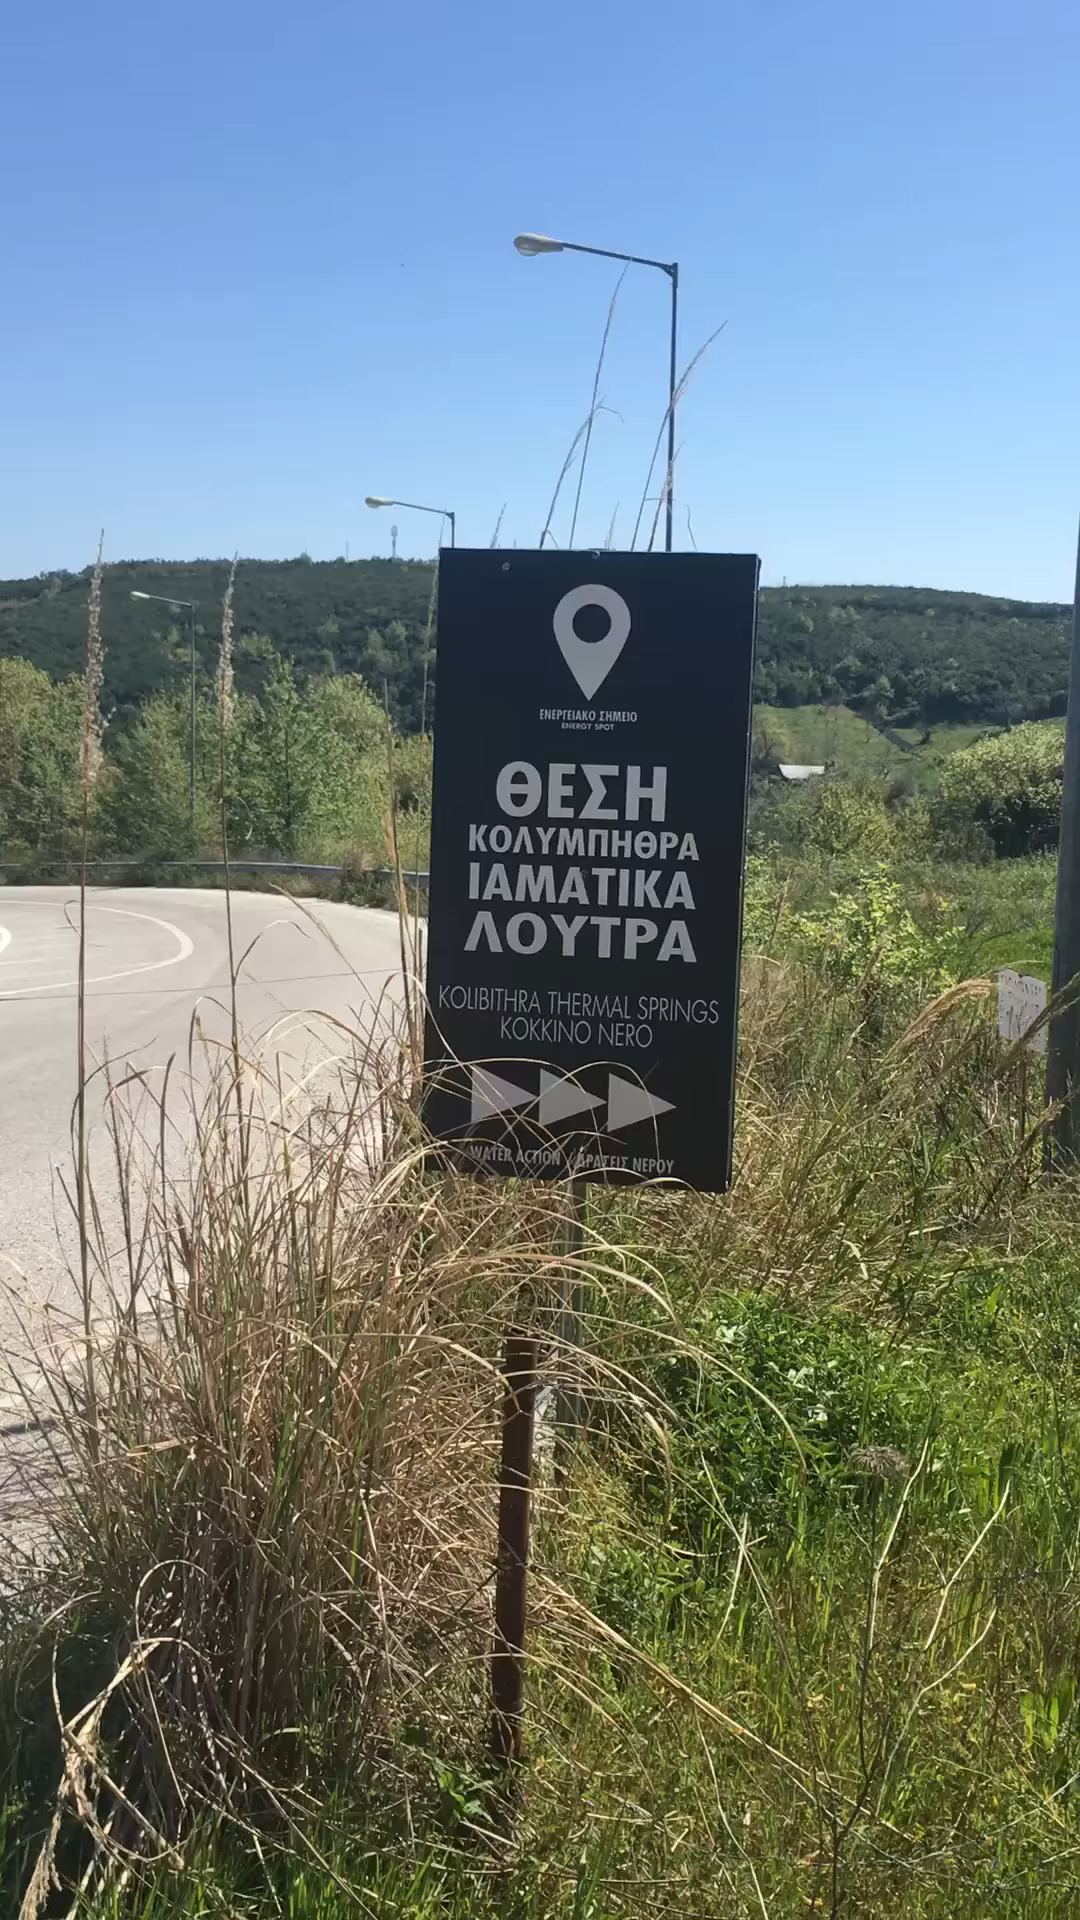 ΕΝΕΡΓΕΙΑΚΟ ΣΗΜΕΙΟ
ENERGY SPOT
ΘΕΣΗ
ΚΟΛΥΜΠΗΘΡΑ
ΙΑΜΑΤΙΚΑ
ΛΟΥΤΡΑ
KOLIBITHRA THERMAL SPRINGS
KOKKINO NERO
WATER ACTION / ΔΡΑΣΕΙΣ ΝΕΡΟΥ